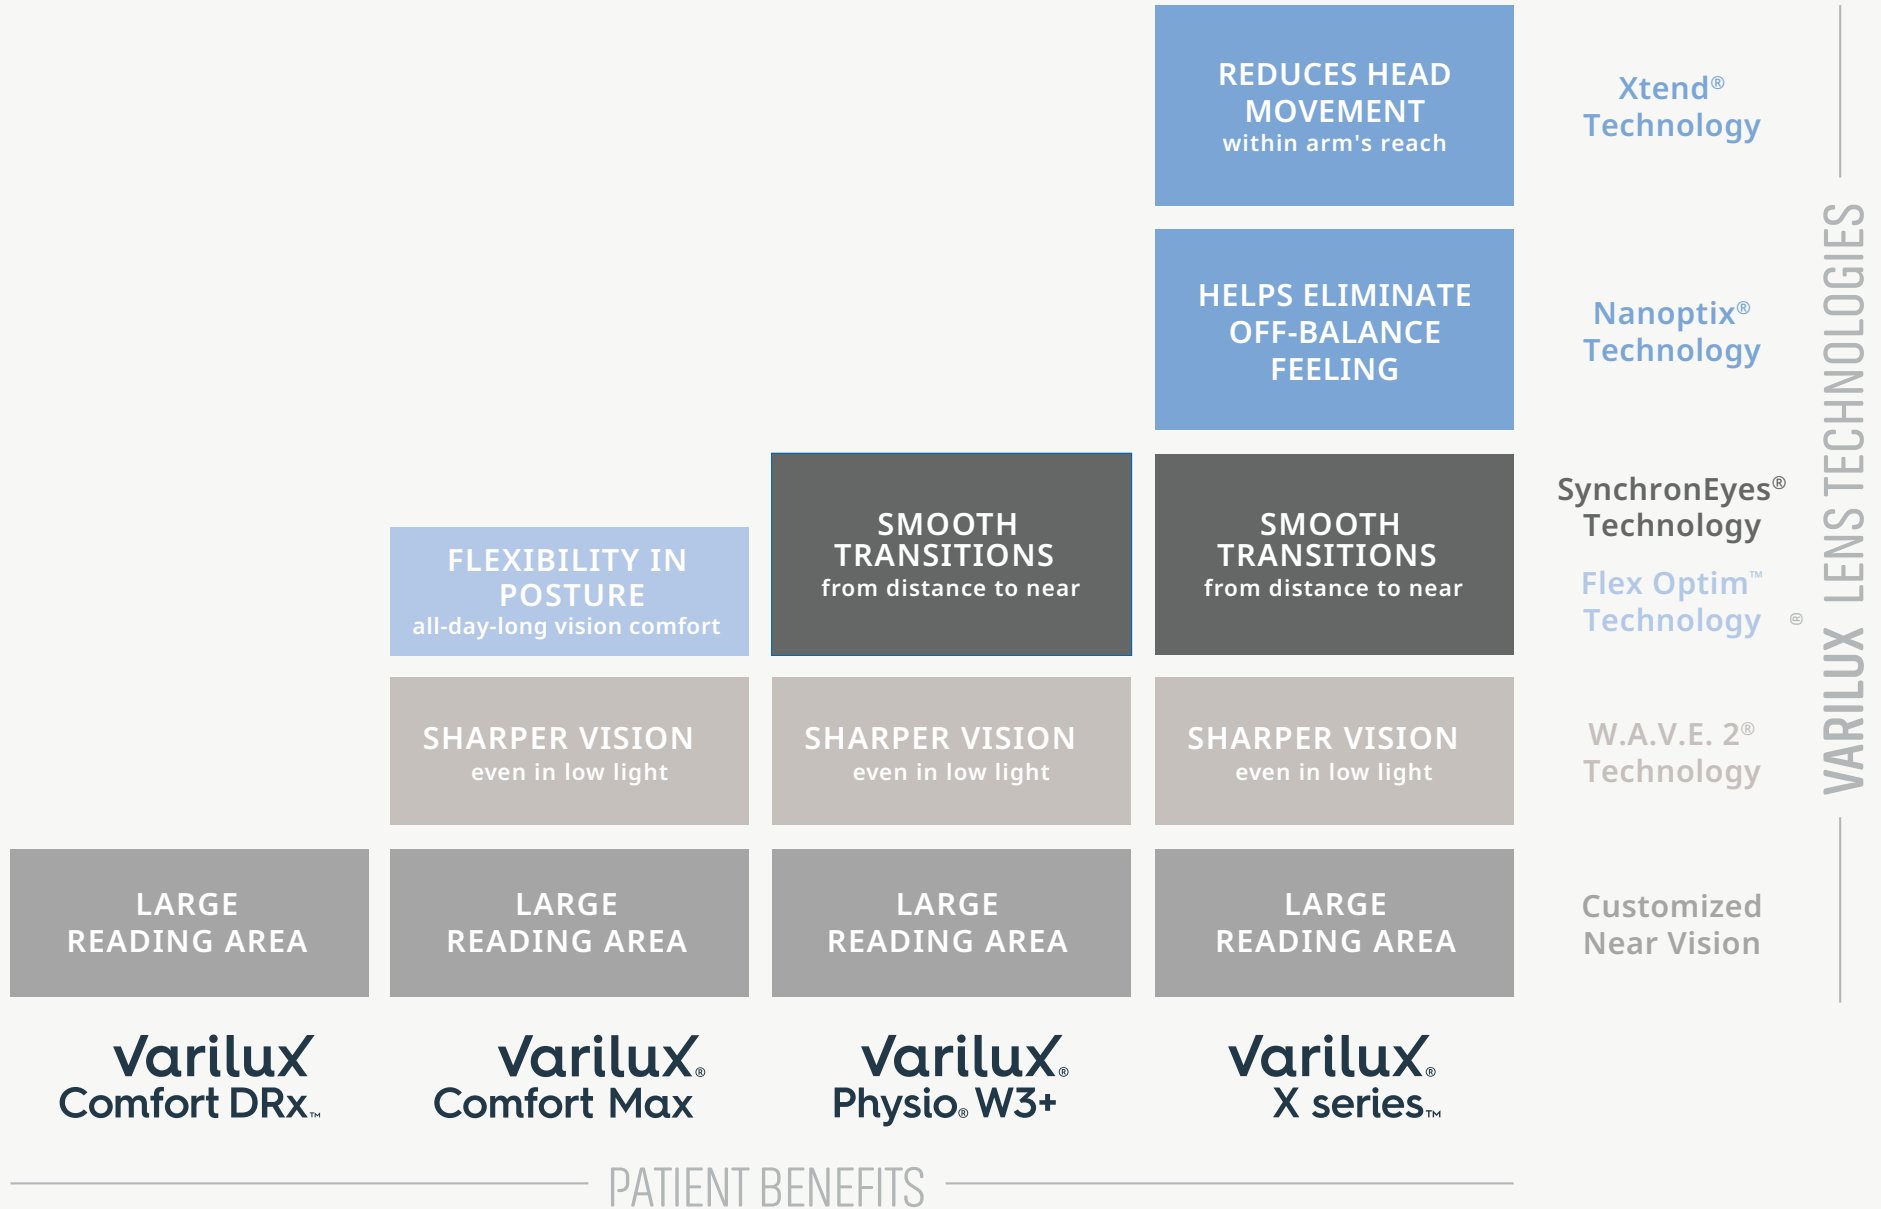 REDUCES HEAD
MOVEMENT
within arm's reach
Xtend®
Technology
HELPS ELIMINATE
OFF-BALANCE
FEELING
Nanoptix®
Technology
FLEXIBILITY IN
POSTURE
all-day-long vision comfort
SMOOTH
TRANSITIONS
from distance to near
SMOOTH
TRANSITIONS
from distance to near
SynchronEyes®
Technology
Flex Optim™
Technology
SHARPER VISION
even in low light
SHARPER VISION
even in low light
SHARPER VISION
even in low light
W.A.V.E. 2®
Technology
LARGE
READING AREA
LARGE
READING AREA
LARGE
READING AREA
LARGE
READING AREA
Customized
Near Vision
VARILUX® LENS TECHNOLOGIES
varilux
Comfort DRx™
varilux®
Comfort Max
varilux®
Physio® W3+
varilux®
X series™
PATIENT BENEFITS